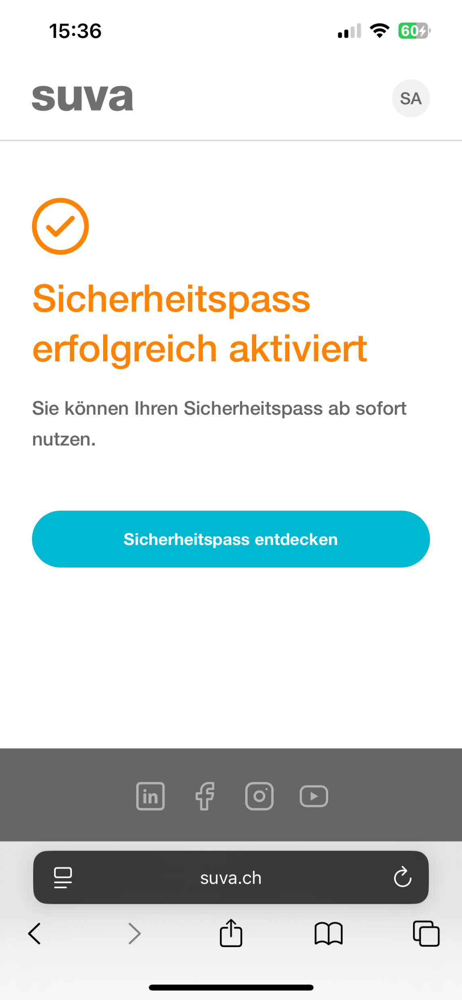 15:36
60
suva
SA
Sicherheitspass
erfolgreich aktiviert
Sie können Ihren Sicherheitspass ab sofort
nutzen.
Sicherheitspass entdecken
in
suva.ch